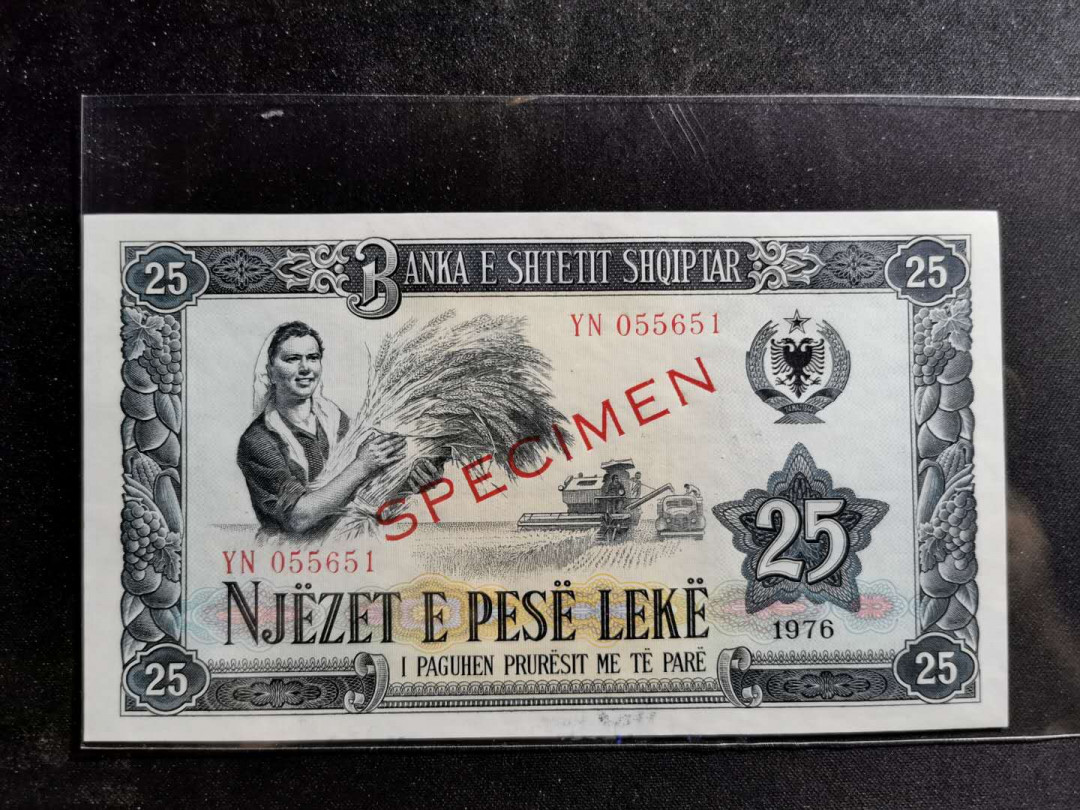 25
BANKA E SHTETIT SHQIPTAR
25
YN 055651
SPECIMEN
25
YN 055651
NJËZET E PESË LEKË
1976
I PAGUHEN PRURËSIT ME TË PARË
25
25